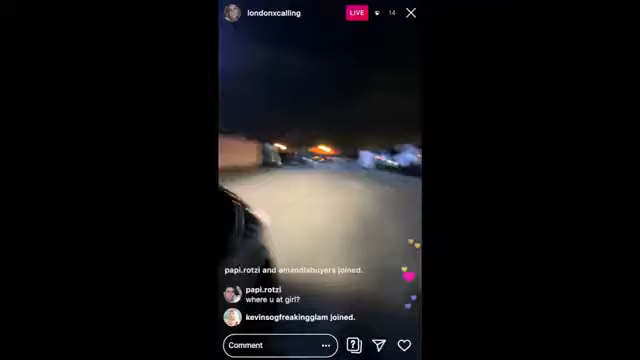 londonxcalling
LIVE
14
papi.rotzi and amandlabuyers joined.
papi.rotzi
where u at girl?
kevinsogfreakingglam joined.
Comment